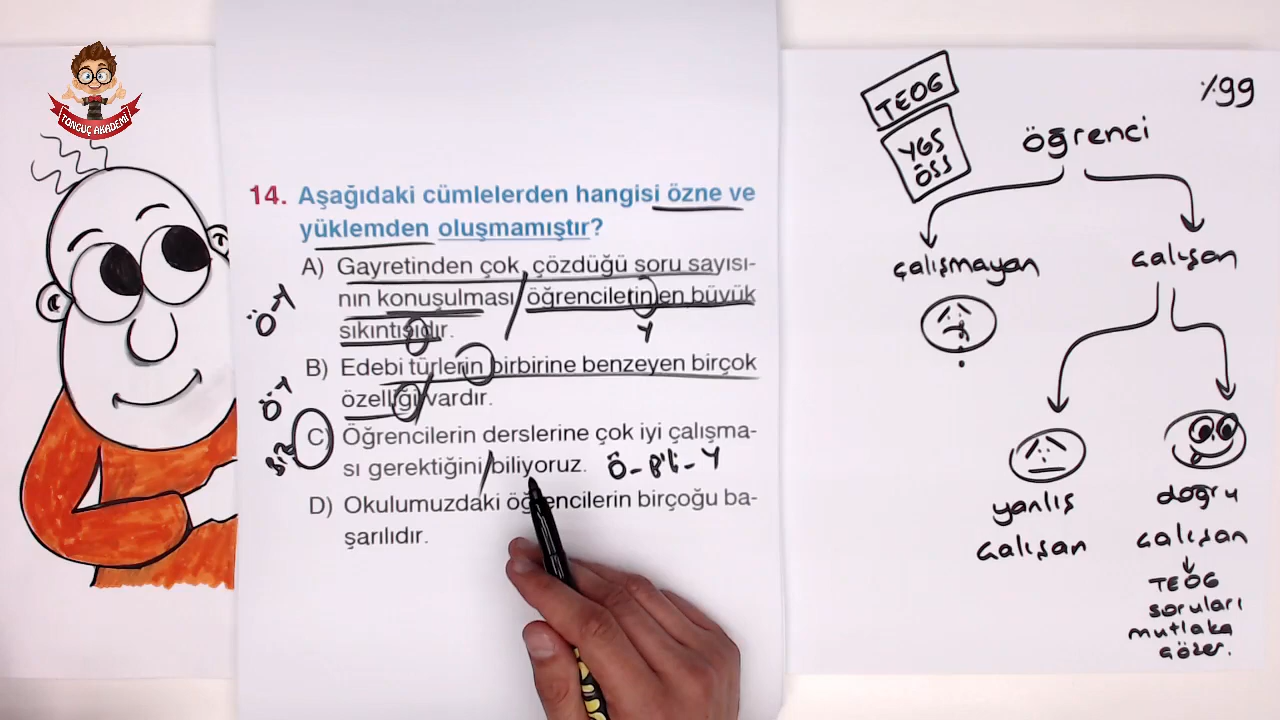 TONGUÇ AKADEMİ
14. Aşağıdaki cümlelerden hangisi özne ve
yüklemden oluşmamıştır?
A) Gayretinden çok, çözdüğü soru sayısı-
nın konuşulması öğrencilerin en büyük
sıkıntısıdır.
Ö-Y
Y
B) Edebi türlerin birbirine benzeyen birçok
özelliği vardır.
Ö-Y
C) Öğrencilerin derslerine çok iyi çalışma-
sı gerektiğini biliyoruz.
Biz
Ö-B'li-Y
D) Okulumuzdaki öğrencilerin birçoğu ba-
şarılıdır.
TEOG
YGS
ÖSS
%99
öğrenci
çalışmayan
çalışan
yanlış
çalışan
doğru
çalışan
TEOG
soruları
mutlaka
çözer.